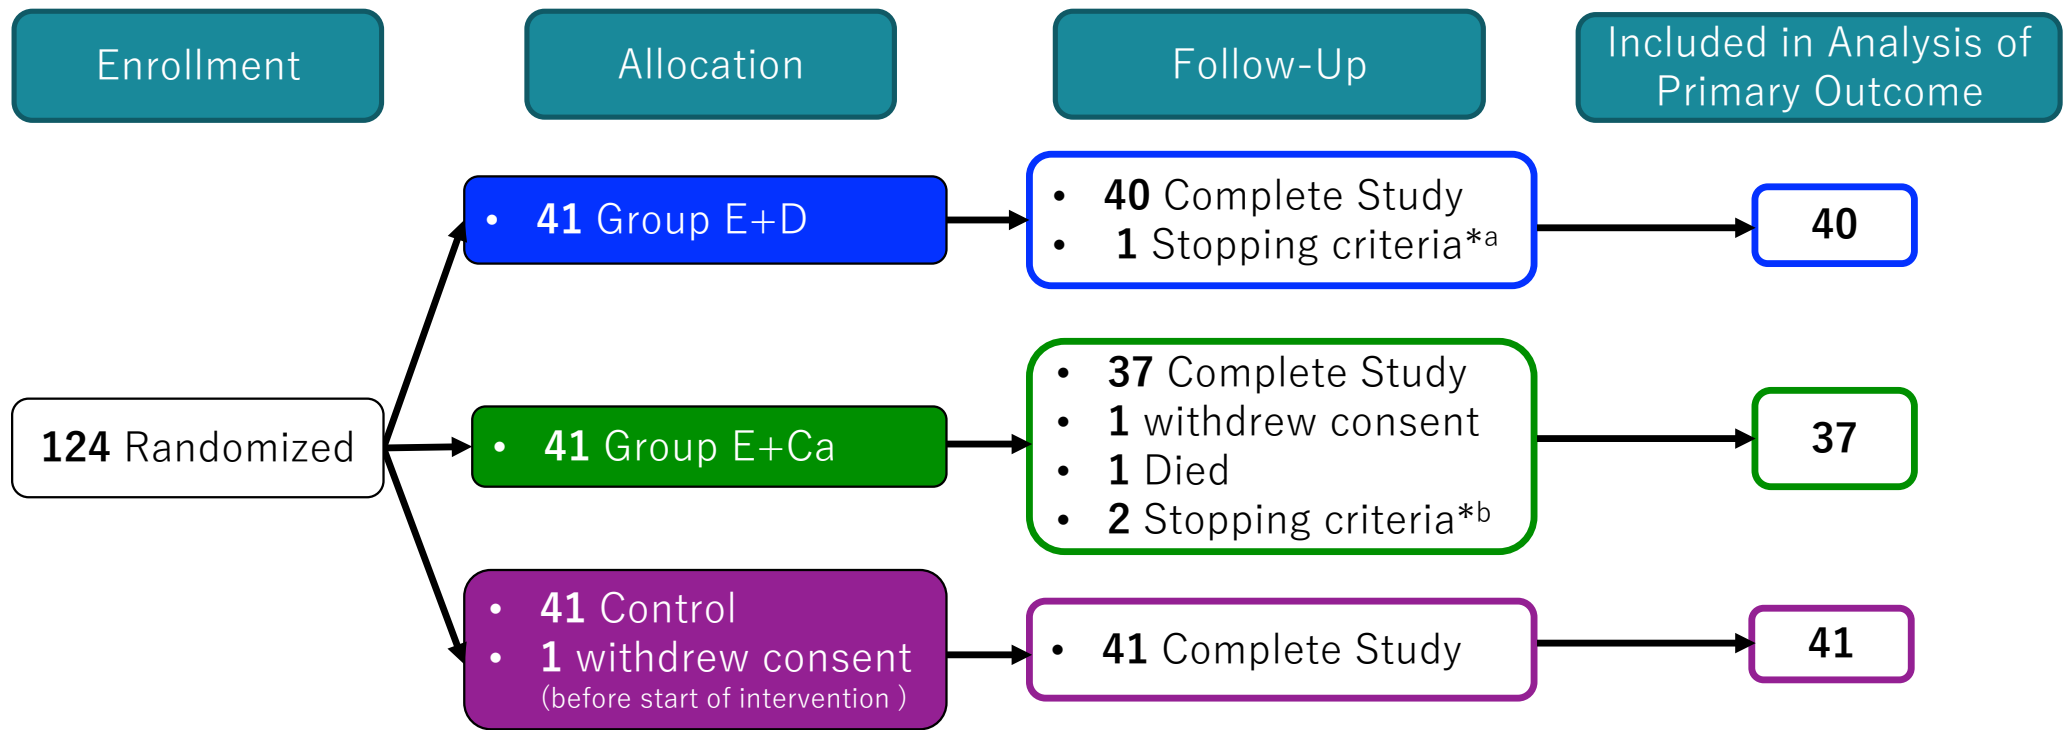 Enrollment
Allocation
Follow-Up
Included in Analysis of
Primary Outcome
124 Randomized
• 41 Group E+D
• 40 Complete Study
• 1 Stopping criteria*a
40
• 41 Group E+Ca
• 37 Complete Study
• 1 withdrew consent
• 1 Died
• 2 Stopping criteria*b
37
• 41 Control
• 1 withdrew consent
(before start of intervention )
• 41 Complete Study
41